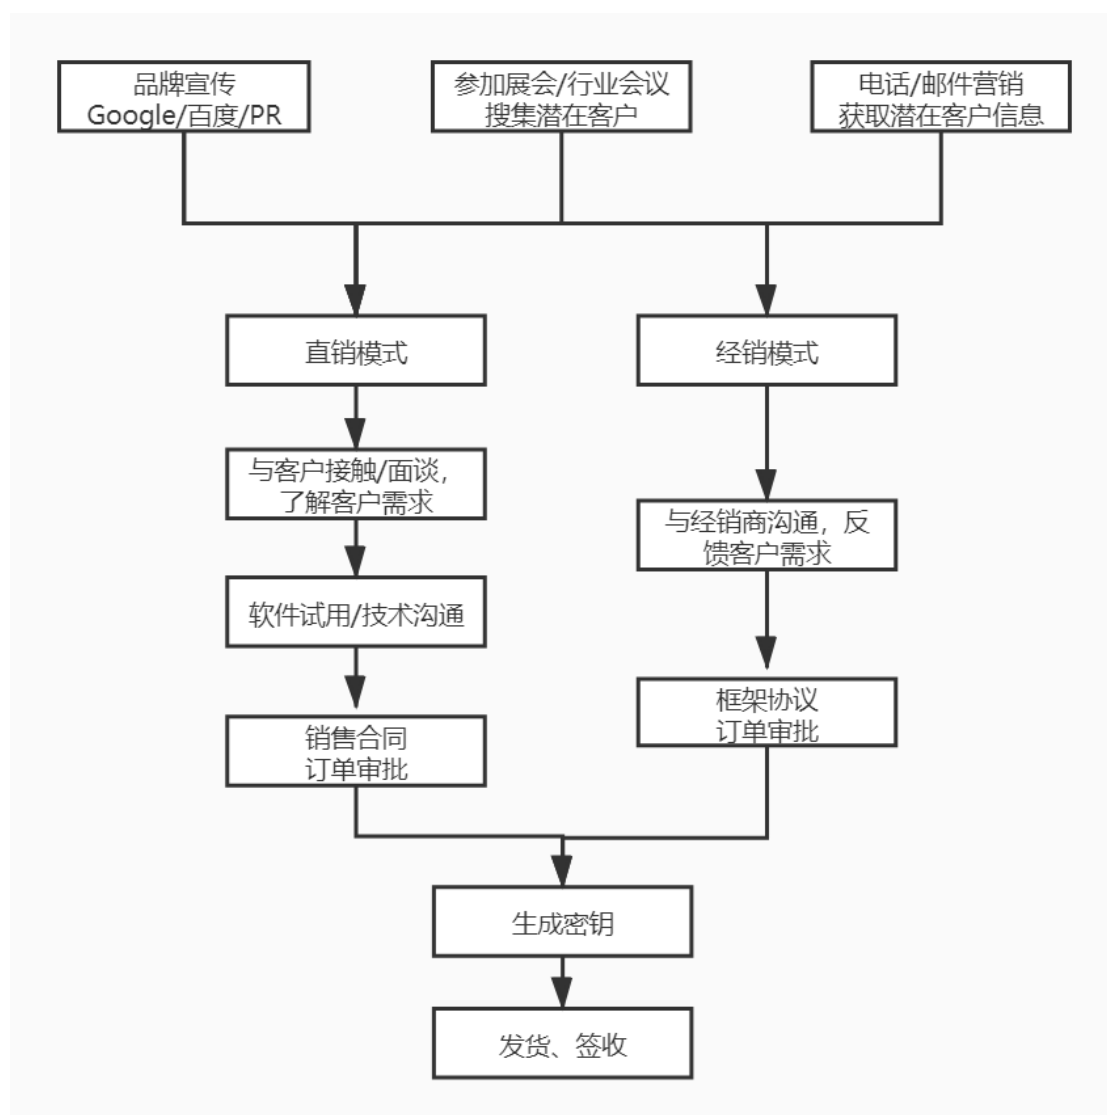 品牌宣传
Google/百度/PR
参加展会/行业会议
搜集潜在客户
电话/邮件营销
获取潜在客户信息
直销模式
经销模式
与客户接触/面谈，
了解客户需求
与经销商沟通，反
馈客户需求
软件试用/技术沟通
框架协议
订单审批
销售合同
订单审批
生成密钥
发货、签收